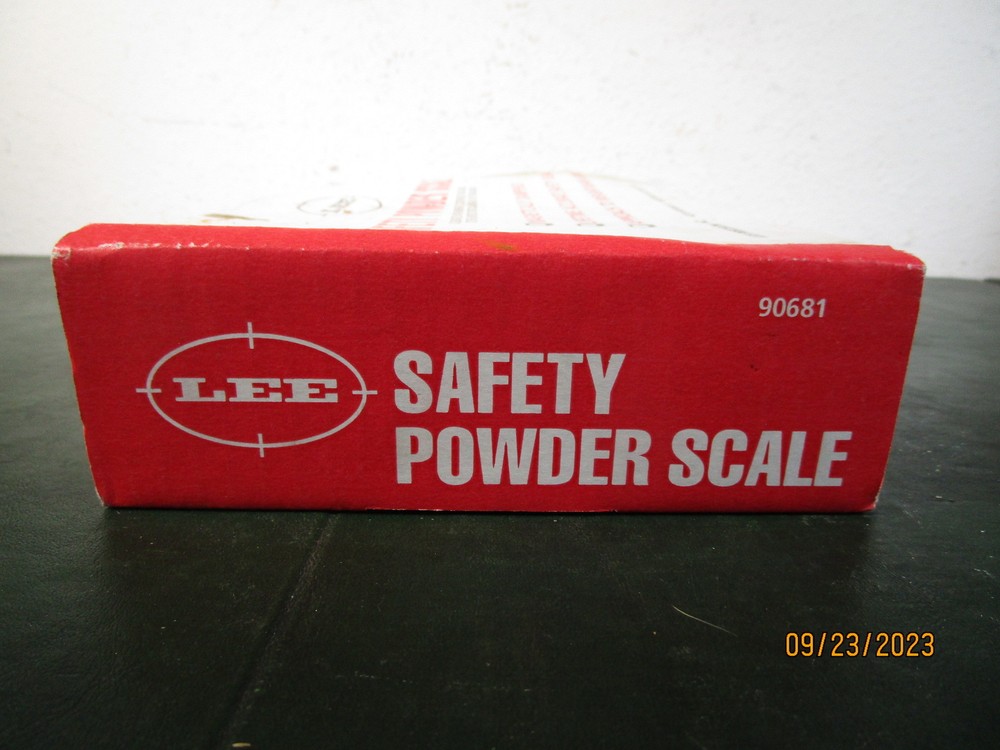 90681
LEE
SAFETY
POWDER SCALE
09/23/2023